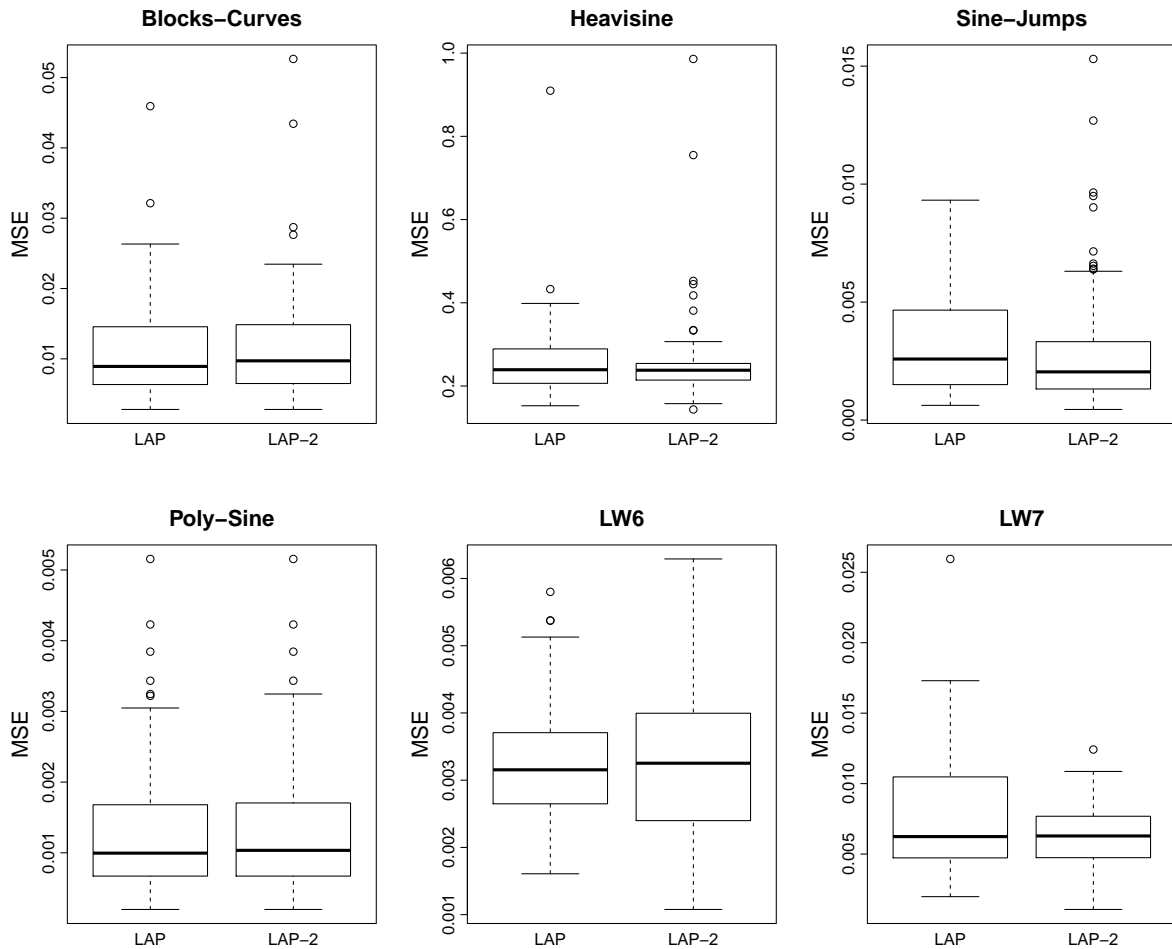 Blocks−Curves
MSE
0.05
0.04
0.03
0.02
0.01
LAP
LAP−2
Heavisine
MSE
1.0
0.8
0.6
0.4
0.2
LAP
LAP−2
Sine−Jumps
MSE
0.015
0.010
0.005
0.000
LAP
LAP−2
Poly−Sine
MSE
0.005
0.004
0.003
0.002
0.001
LAP
LAP−2
LW6
MSE
0.006
0.005
0.004
0.003
0.002
0.001
LAP
LAP−2
LW7
MSE
0.025
0.020
0.015
0.010
0.005
LAP
LAP−2